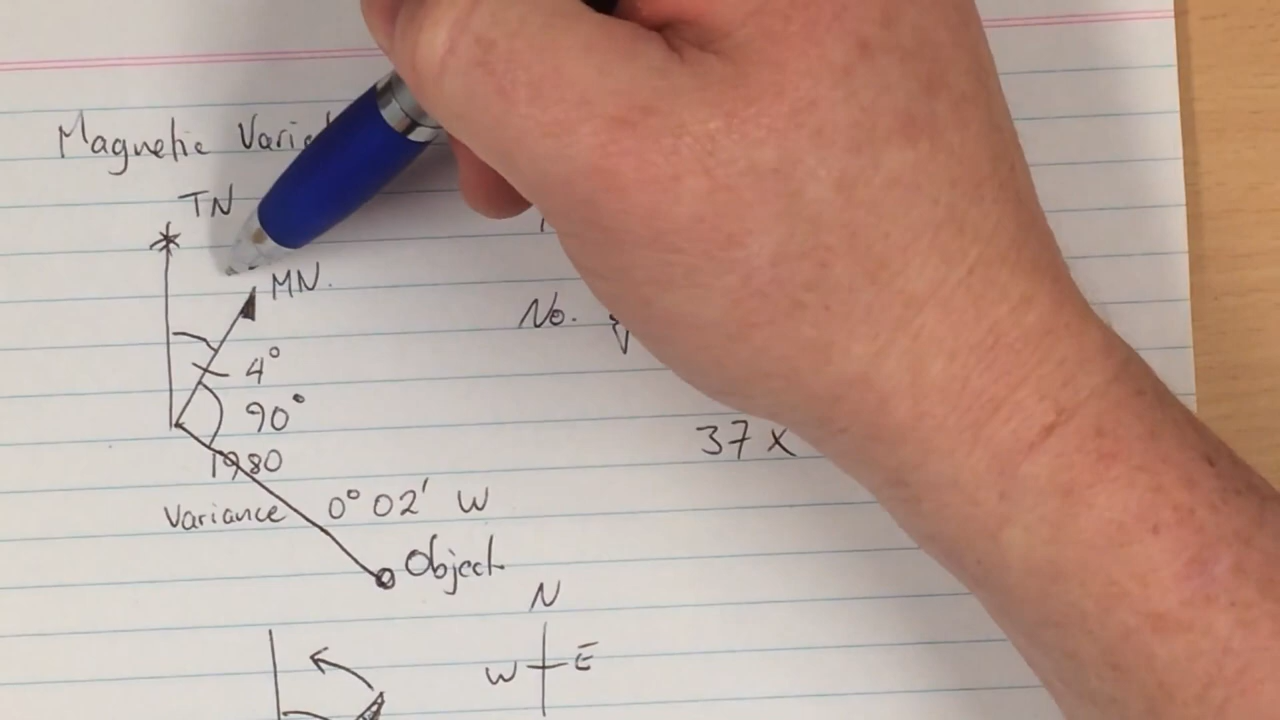 Magnetic
TN
MN.
No.
4°
90°
37 x
1980
Variance 0° 02' W
Object
N
W E